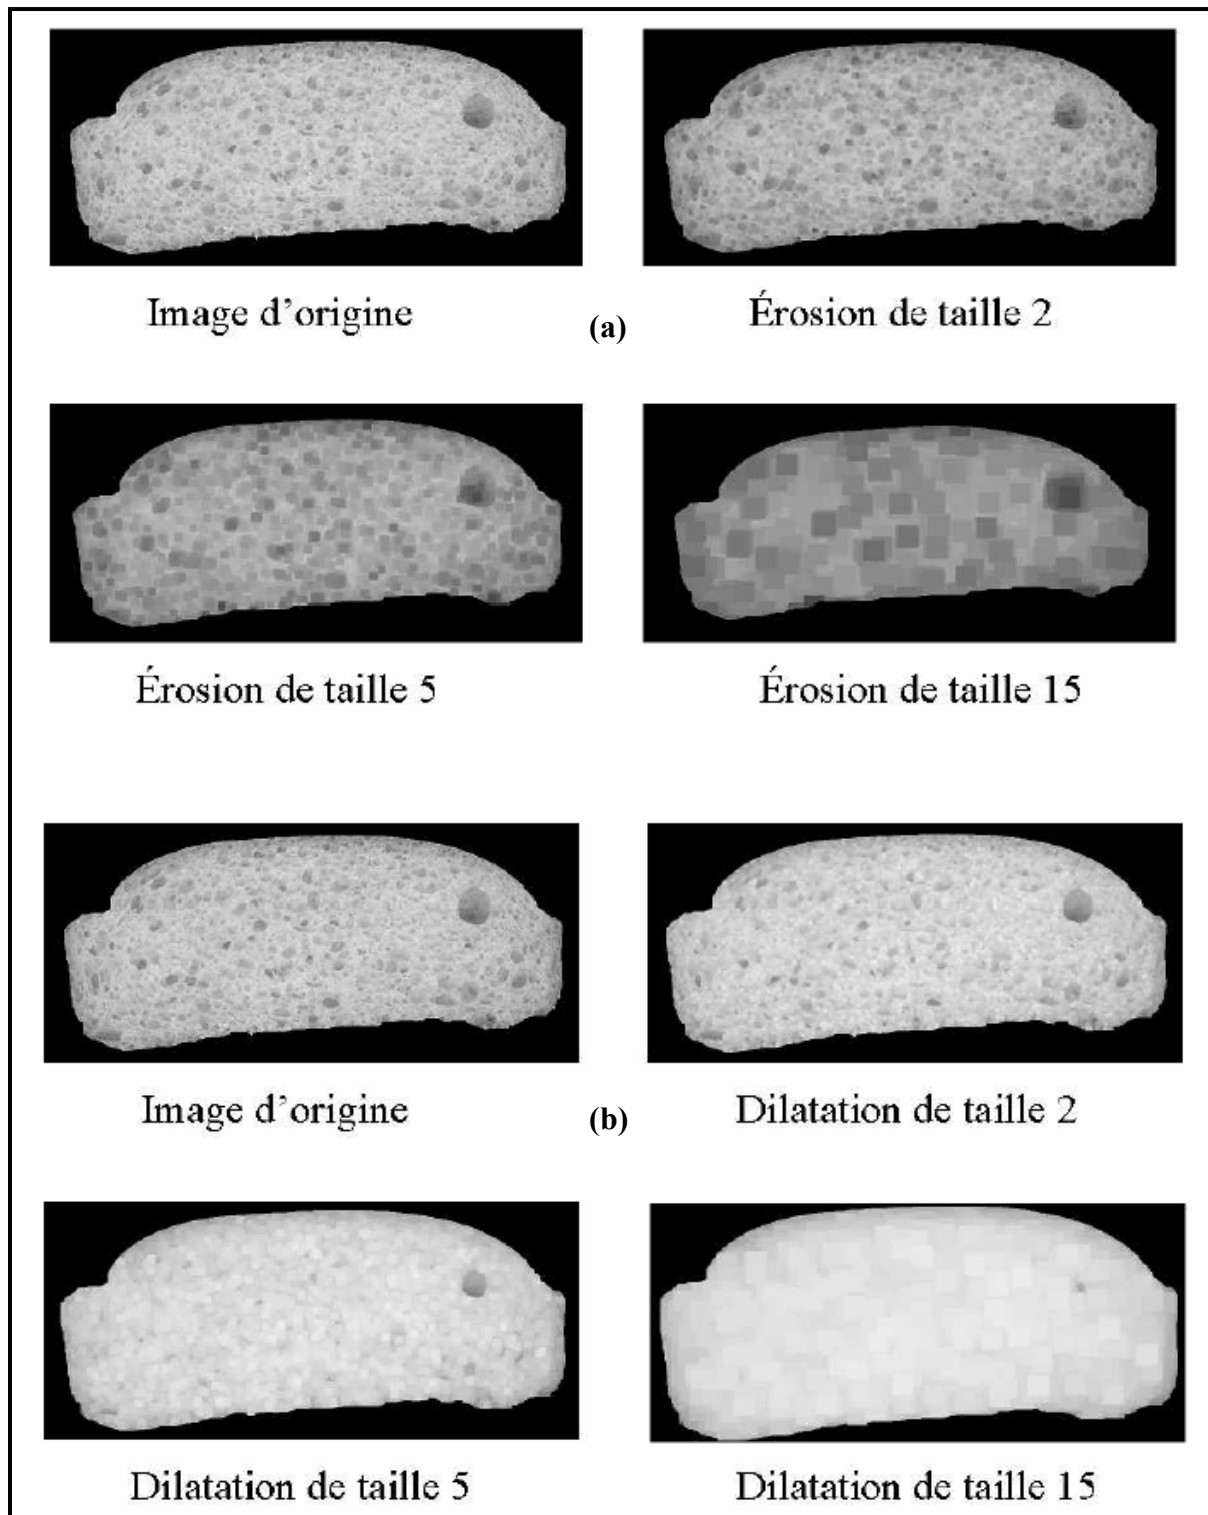 Image d'origine
Érosion de taille 2
(a)
Érosion de taille 5
Érosion de taille 15
Image d'origine
Dilatation de taille 2
(b)
Dilatation de taille 5
Dilatation de taille 15